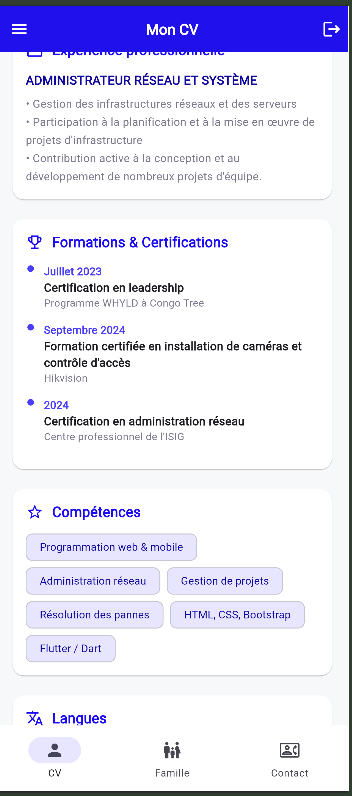 Mon CV
Expérience professionnelle
ADMINISTRATEUR RÉSEAU ET SYSTÈME
• Gestion des infrastructures réseaux et des serveurs
• Participation à la planification et à la mise en œuvre de
projets d'infrastructure
• Contribution active à la conception et au
développement de nombreux projets d'équipe.
Formations & Certifications
Juillet 2023
Certification en leadership
Programme WHYLD à Congo Tree
Septembre 2024
Formation certifiée en installation de caméras et
contrôle d'accès
Hikvision
2024
Certification en administration réseau
Centre professionnel de l'ISIG
Compétences
Programmation web & mobile
Administration réseau
Gestion de projets
Résolution des pannes
HTML, CSS, Bootstrap
Flutter / Dart
Langues
CV
Famille
Contact